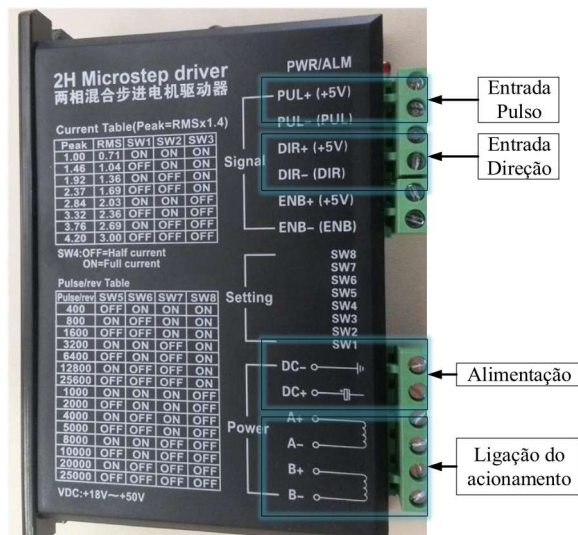 2H Microstep driver
两相混合步进电机驱动器
Current Table(Peak=RMSx1.4)
Peak RMS SW1 SW2 SW3
1.00 0.71 ON ON ON
1.46 1.04 OFF ON ON
1.92 1.36 ON OFF ON
2.37 1.69 OFF OFF ON
2.84 2.03 ON ON OFF
3.32 2.36 OFF ON OFF
3.76 2.69 ON OFF OFF
4.20 3.00 OFF OFF OFF
SW4:OFF=Half current
ON=Full current
Pulse/rev Table
Pulse/rev SW5 SW6 SW7 SW8
400 OFF ON ON ON
800 ON OFF ON ON
1600 OFF OFF ON ON
3200 ON ON OFF ON
6400 OFF ON OFF ON
12800 ON OFF OFF ON
25600 OFF OFF OFF ON
1000 ON ON ON OFF
2000 OFF ON ON OFF
4000 ON OFF ON OFF
5000 OFF OFF ON OFF
8000 ON ON OFF OFF
10000 OFF ON OFF OFF
20000 ON OFF OFF OFF
25000 OFF OFF OFF OFF
VDC:+18V～+50V
PWR/ALM
Signal
PUL+ (+5V)
PUL− (PUL)
DIR+ (+5V)
DIR− (DIR)
ENB+ (+5V)
ENB− (ENB)
Setting
SW8
SW7
SW6
SW5
SW4
SW3
SW2
SW1
Power
DC−
DC+
A+
A−
B+
B−
Entrada
Pulso
Entrada
Direção
Alimentação
Ligação do
acionamento